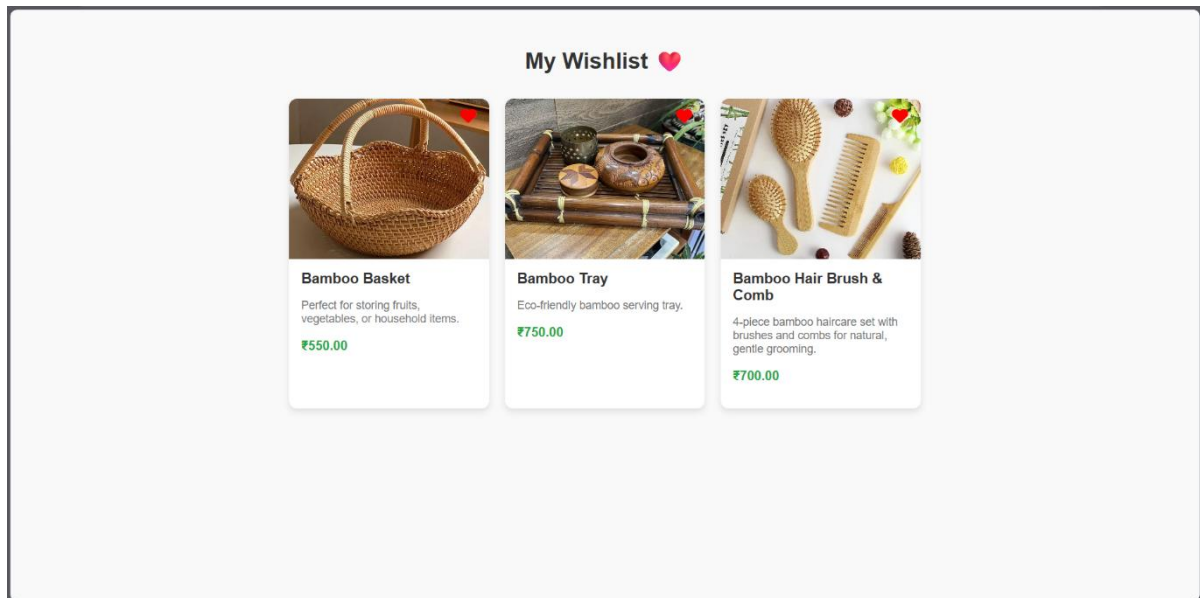 My Wishlist
Bamboo Basket
Perfect for storing fruits,
vegetables, or household items.
₹550.00
Bamboo Tray
Eco-friendly bamboo serving tray.
₹750.00
Bamboo Hair Brush &
Comb
4-piece bamboo haircare set with
brushes and combs for natural,
gentle grooming.
₹700.00